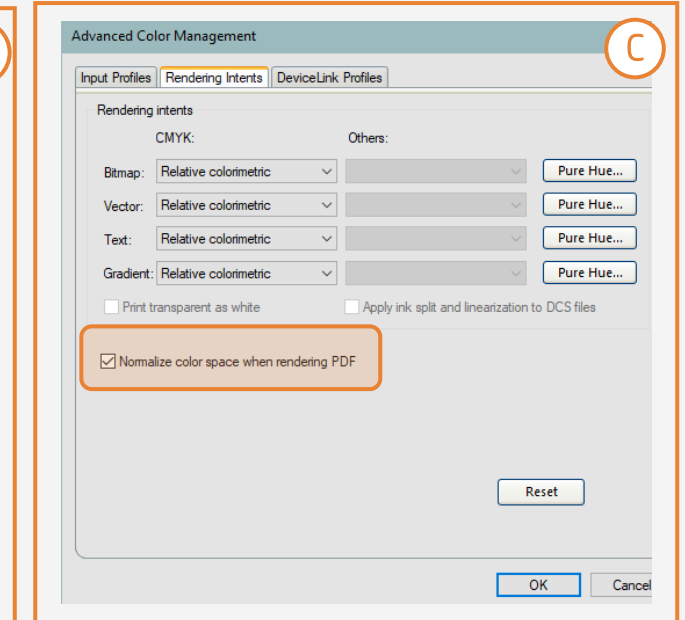 Advanced Color Management
C
Input Profiles Rendering Intents DeviceLink Profiles
Rendering intents
CMYK: Others:
Bitmap: Relative colorimetric Pure Hue...
Vector: Relative colorimetric Pure Hue...
Text: Relative colorimetric Pure Hue...
Gradient: Relative colorimetric Pure Hue...
Print transparent as white Apply ink split and linearization to DCS files
Normalize color space when rendering PDF
Reset
OK Cancel